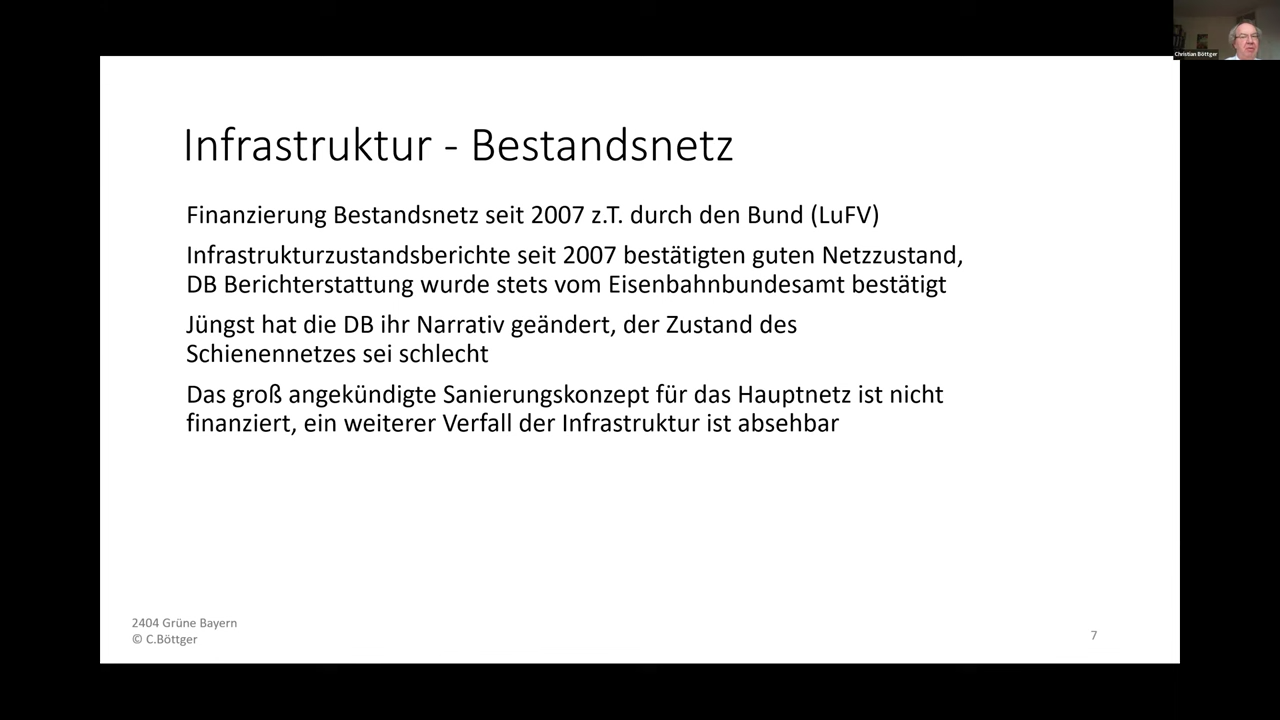 Christian Böttger
Infrastruktur - Bestandsnetz
Finanzierung Bestandsnetz seit 2007 z.T. durch den Bund (LuFV)
Infrastrukturzustandsberichte seit 2007 bestätigten guten Netzzustand,
DB Berichterstattung wurde stets vom Eisenbahnbundesamt bestätigt
Jüngst hat die DB ihr Narrativ geändert, der Zustand des
Schienennetzes sei schlecht
Das groß angekündigte Sanierungskonzept für das Hauptnetz ist nicht
finanziert, ein weiterer Verfall der Infrastruktur ist absehbar
2404 Grüne Bayern
© C.Böttger
7